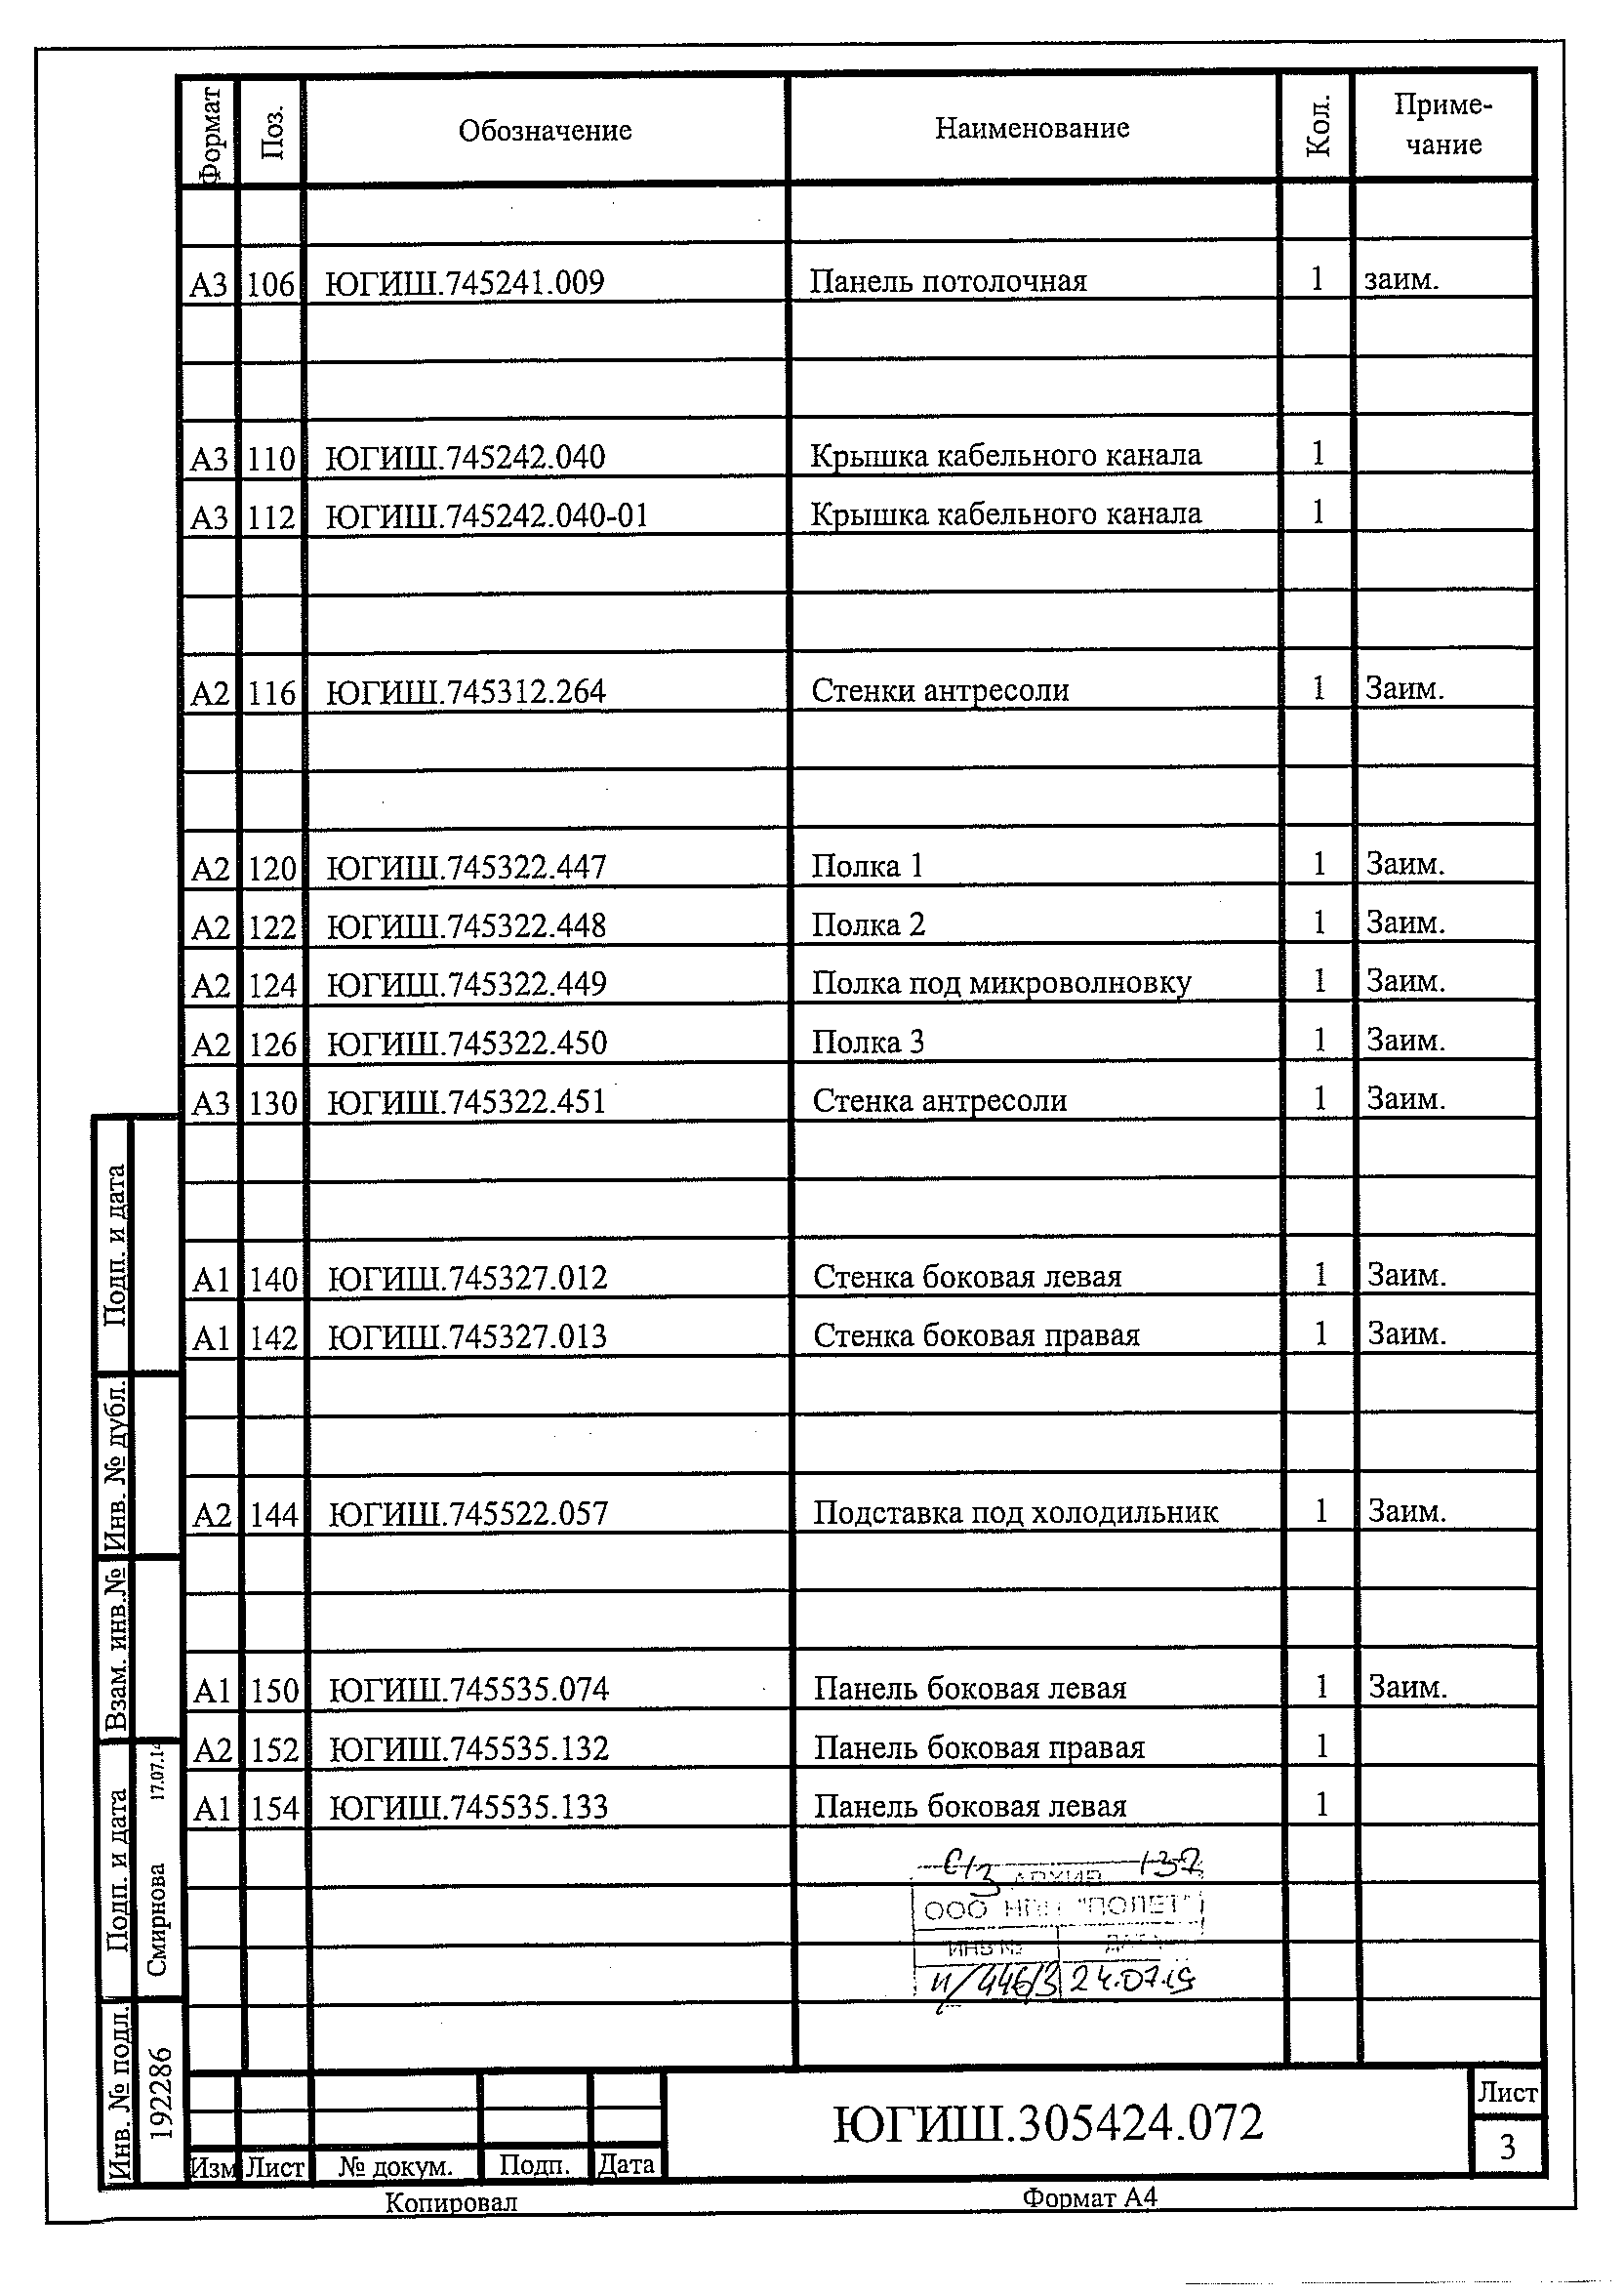 Формат Поз. Обозначение Наименование Кол. Приме-
чание
А3 106 ЮГИШ.745241.009 Панель потолочная 1 заим.
А3 110 ЮГИШ.745242.040 Крышка кабельного канала 1
А3 112 ЮГИШ.745242.040-01 Крышка кабельного канала 1
А2 116 ЮГИШ.745312.264 Стенки антресоли 1 Заим.
А2 120 ЮГИШ.745322.447 Полка 1 1 Заим.
А2 122 ЮГИШ.745322.448 Полка 2 1 Заим.
А2 124 ЮГИШ.745322.449 Полка под микроволновку 1 Заим.
А2 126 ЮГИШ.745322.450 Полка 3 1 Заим.
А3 130 ЮГИШ.745322.451 Стенка антресоли 1 Заим.
А1 140 ЮГИШ.745327.012 Стенка боковая левая 1 Заим.
А1 142 ЮГИШ.745327.013 Стенка боковая правая 1 Заим.
А2 144 ЮГИШ.745522.057 Подставка под холодильник 1 Заим.
А1 150 ЮГИШ.745535.074 Панель боковая левая 1 Заим.
А2 152 ЮГИШ.745535.132 Панель боковая правая 1
А1 154 ЮГИШ.745535.133 Панель боковая левая 1
АРХИВ 137
ООО НПП "ПОЛЕТ"
ИНВ № ДАТА
24.07.19
Подп. и дата
Инв. № дубл.
Взам. инв.№
Подп. и дата Смирнова 17.07.1
Инв. № подл. 192286
ЮГИШ.305424.072
Лист
3
Изм Лист № докум. Подп. Дата
Копировал Формат А4